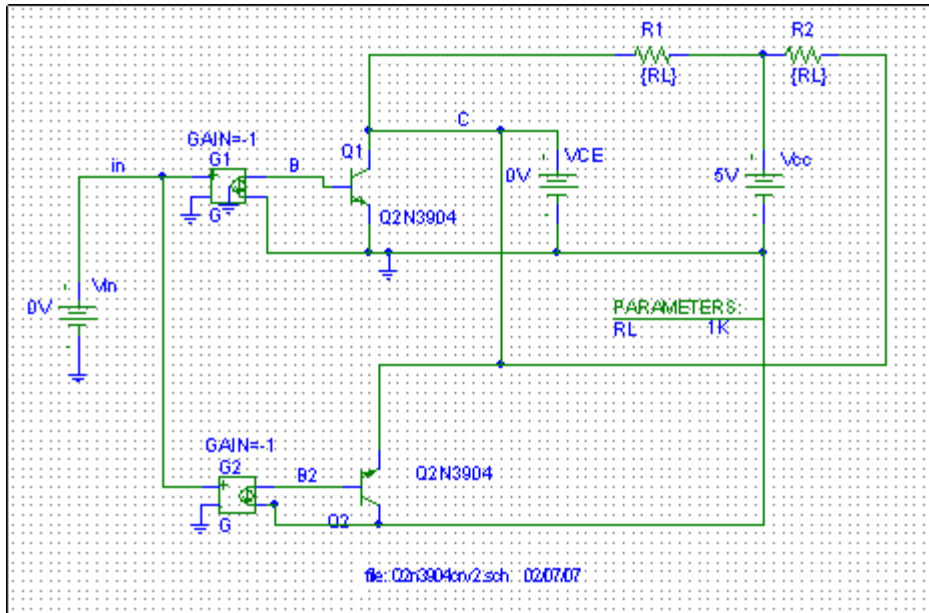 R1
R2
{RL}
{RL}
C
GAIN=-1
Q1
VCE
Vcc
in
G1
B
0V
5V
G
Q2N3904
Vin
0V
PARAMETERS:
RL 1K
GAIN=-1
G2
B2
Q2N3904
G
Q2
file: Q2n3904cnv2.sch 02/07/07